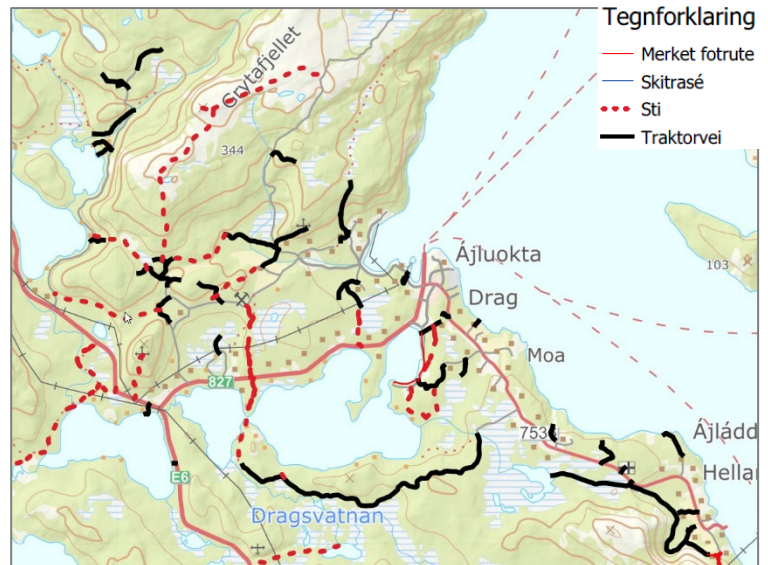 Tegnforklaring
Merket fotrute
Skitrasé
Sti
Traktorvei
Grytafjellet
344
Ájluokta
103
Drag
Moa
827
753
Ájládd
Hellar
E6
Dragsvatnan